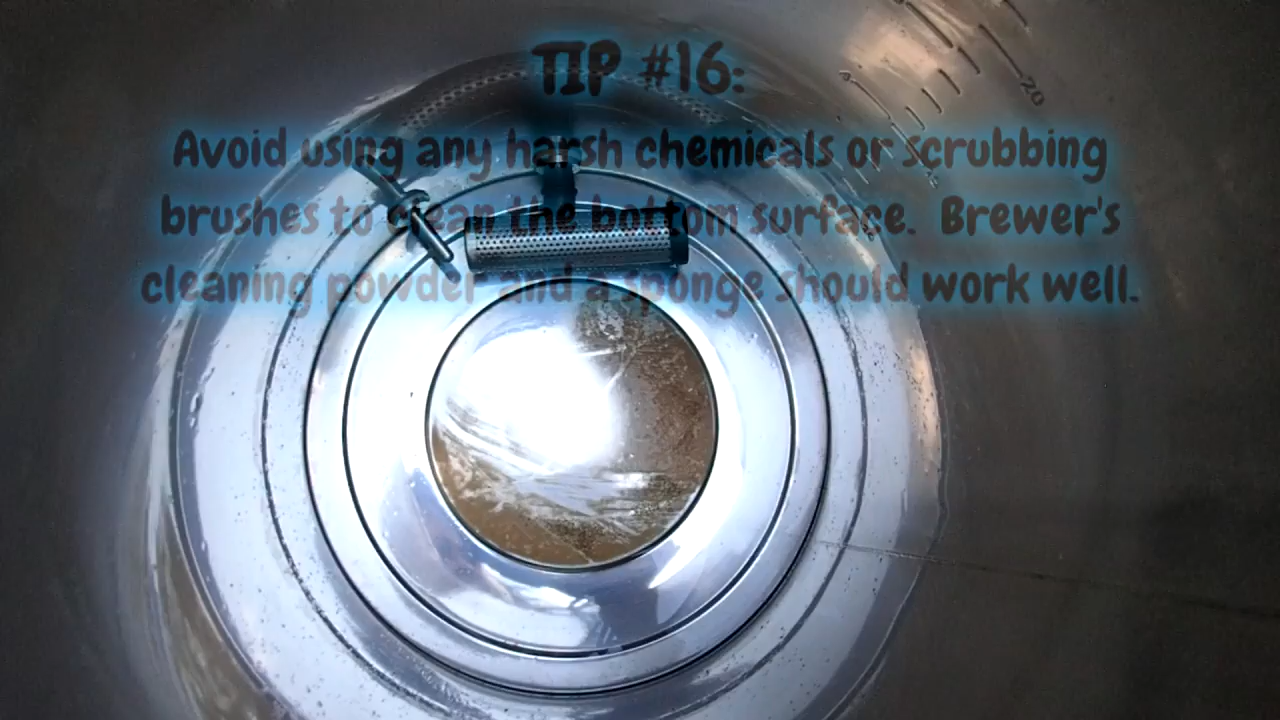 TIP #16:
Avoid using any harsh chemicals or scrubbing
brushes to clean the bottom surface. Brewer's
cleaning powder and a sponge should work well.
20